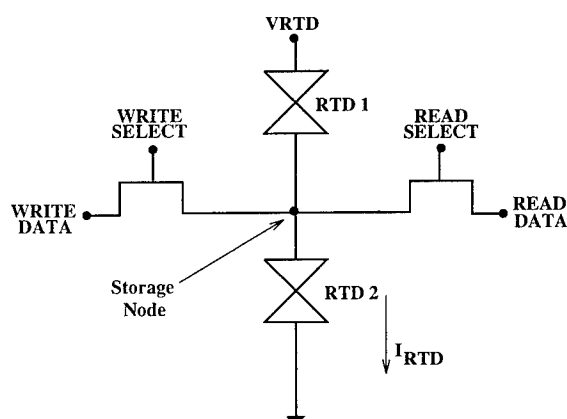 VRTD
RTD 1
WRITE
SELECT
READ
SELECT
WRITE
DATA
READ
DATA
Storage
Node
RTD 2
IRTD